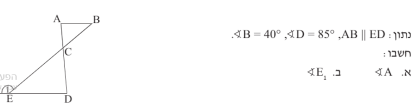 נתון: AB || ED, ∢D = 85°, ∢B = 40°.
חשבו:
א. ∢A ב. ∢E₁
A B
C
1
E D